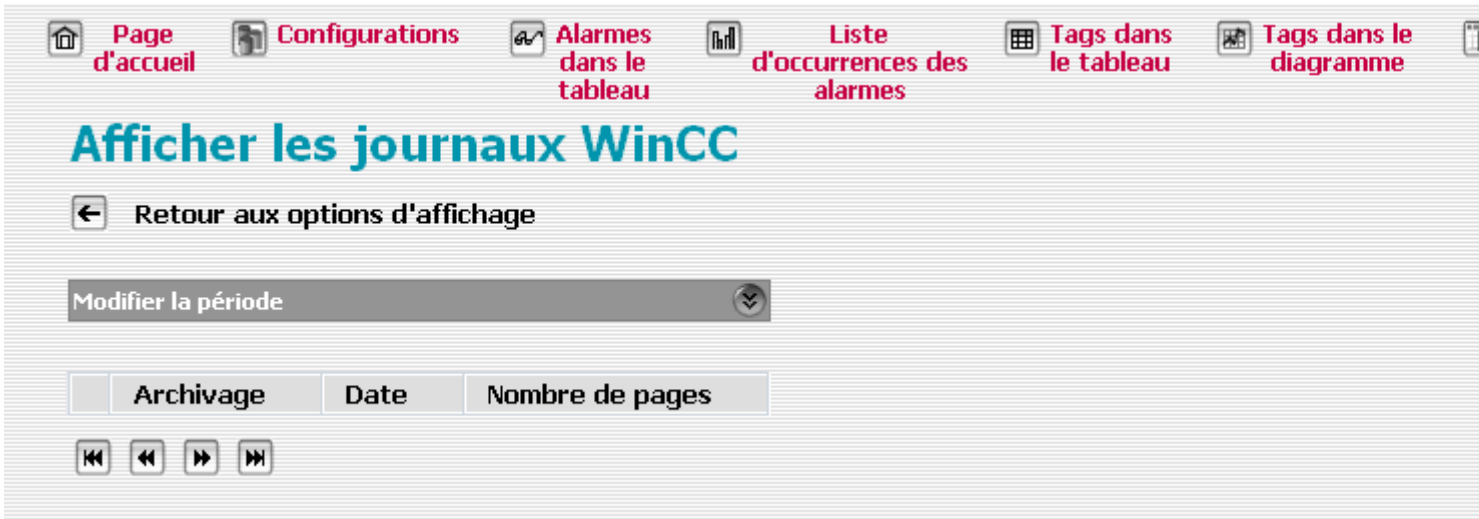 Page Configurations Alarmes Liste Tags dans Tags dans le
d'accueil dans le d'occurrences des le tableau diagramme
tableau alarmes
Afficher les journaux WinCC
Retour aux options d'affichage
Modifier la période
Archivage Date Nombre de pages